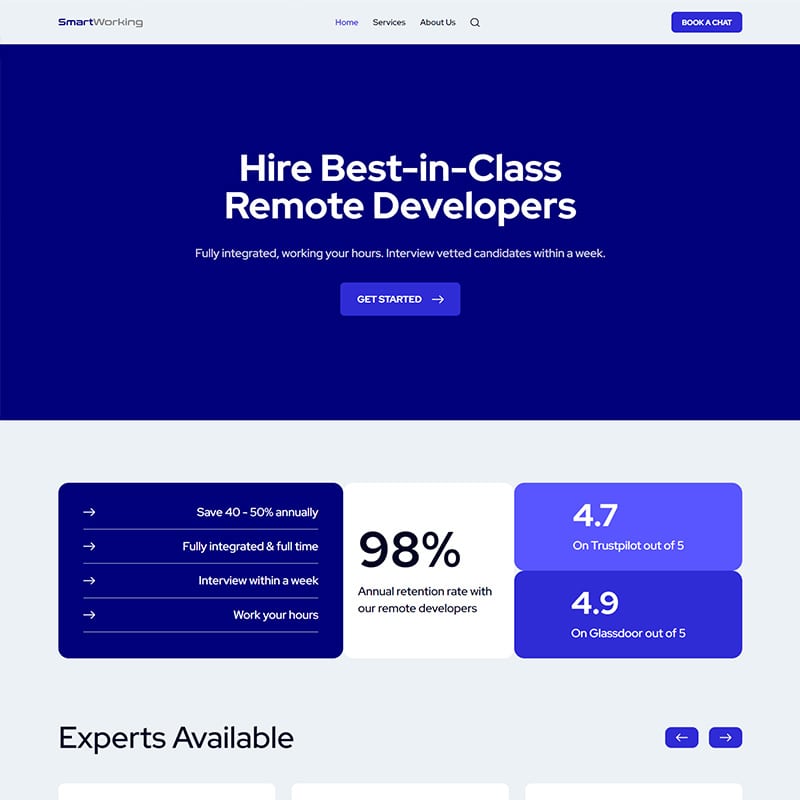 SmartWorking
Home Services About Us
BOOK A CHAT
Hire Best-in-Class
Remote Developers
Fully integrated, working your hours. Interview vetted candidates within a week.
GET STARTED
Save 40 - 50% annually
Fully integrated & full time
Interview within a week
Work your hours
98%
Annual retention rate with
our remote developers
4.7
On Trustpilot out of 5
4.9
On Glassdoor out of 5
Experts Available